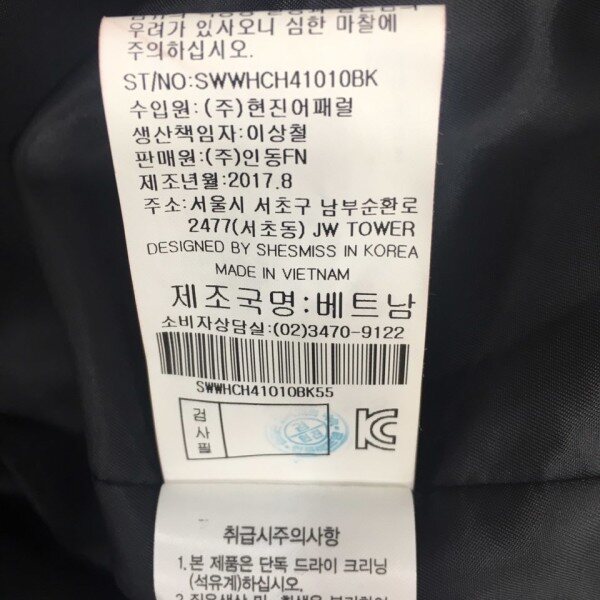 우려가 있사오니 심한 마찰에
주의하십시오.
ST/NO:SWWHCH41010BK
수입원:(주)현진어패럴
생산책임자:이상철
판매원:(주)인동FN
제조년월:2017.8
주소:서울시 서초구 남부순환로
2477(서초동) JW TOWER
DESIGNED BY SHESMISS IN KOREA
MADE IN VIETNAM
제조국명:베트남
소비자상담실:(02)3470-9122
SWWHCH41010BK55
검
사
필
KC
취급시주의사항
1.본 제품은 단독 드라이 크리닝
(석유계)하십시오.